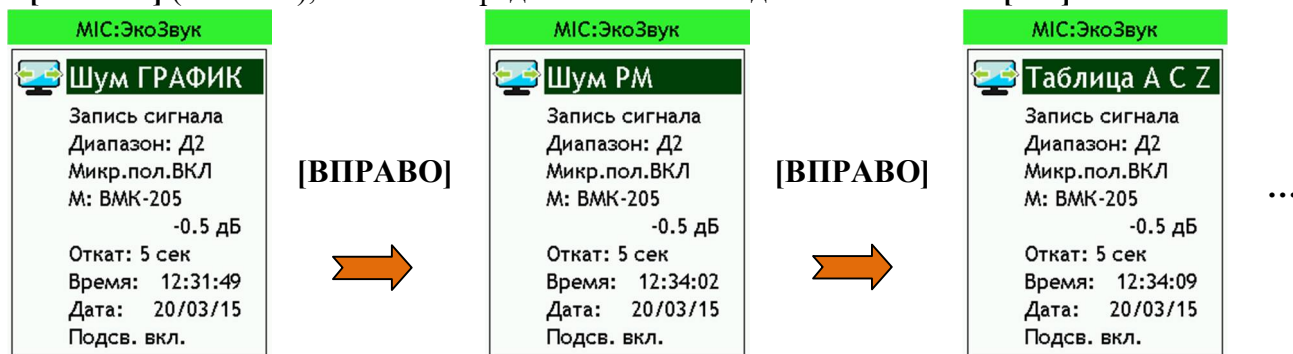 MIC:ЭкоЗвук
Шум ГРАФИК
Запись сигнала
Диапазон: Д2
Микр.пол.ВКЛ
М: ВМК-205
-0.5 дБ
Откат: 5 сек
Время: 12:31:49
Дата: 20/03/15
Подсв. вкл.
[ВПРАВО]
MIC:ЭкоЗвук
Шум РМ
Запись сигнала
Диапазон: Д2
Микр.пол.ВКЛ
М: ВМК-205
-0.5 дБ
Откат: 5 сек
Время: 12:34:02
Дата: 20/03/15
Подсв. вкл.
[ВПРАВО]
MIC:ЭкоЗвук
Таблица A C Z
Запись сигнала
Диапазон: Д2
Микр.пол.ВКЛ
М: ВМК-205
-0.5 дБ
Откат: 5 сек
Время: 12:34:09
Дата: 20/03/15
Подсв. вкл.
...